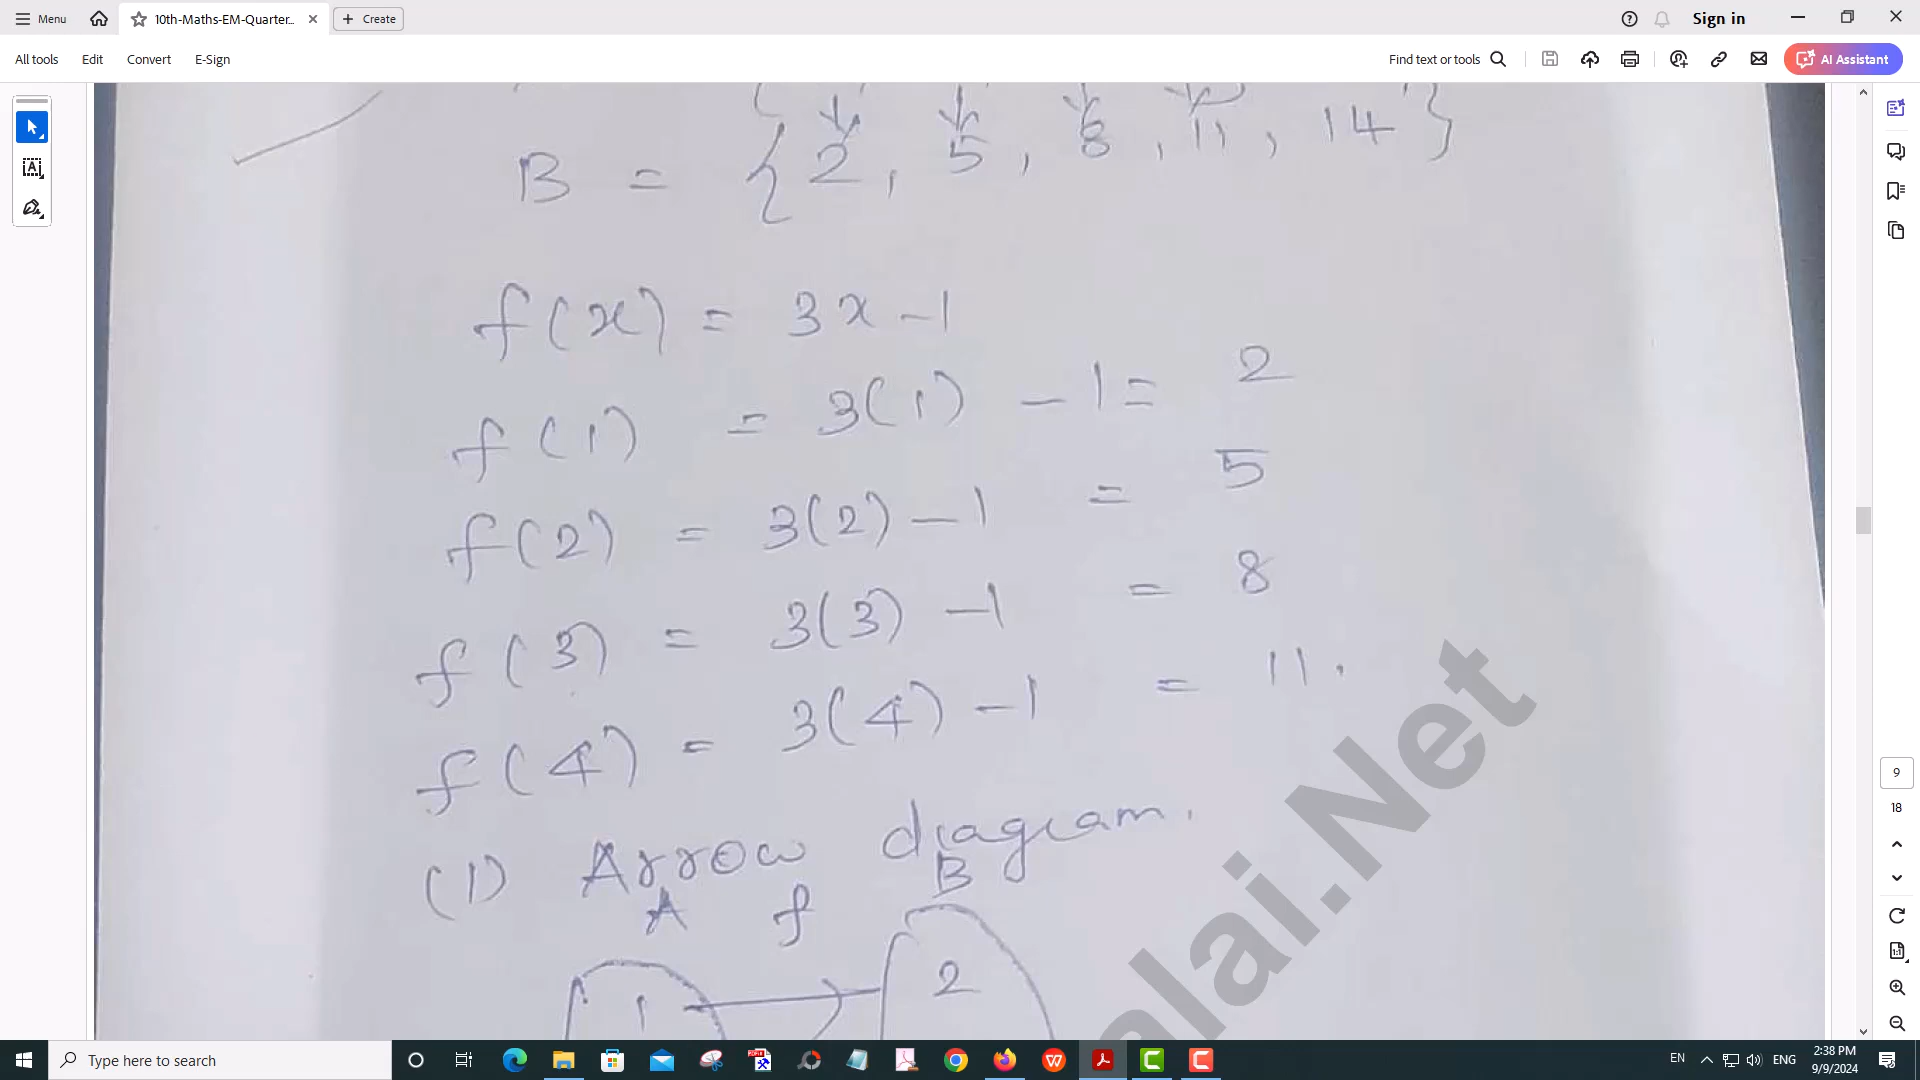 Menu
10th-Maths-EM-Quarter...
Create
Sign in
All tools
Edit
Convert
E-Sign
Find text or tools
AI Assistant
B = { 2, 5, 8, 11, 14 }
f(x) = 3x-1
f(1) = 3(1) -1 = 2
f(2) = 3(2) -1 = 5
f(3) = 3(3) -1 = 8
f(4) = 3(4) -1 = 11.
(1) Arrow diagram.
A f B
1 2
alai.Net
9
18
Type here to search
EN
ENG
2:38 PM
9/9/2024